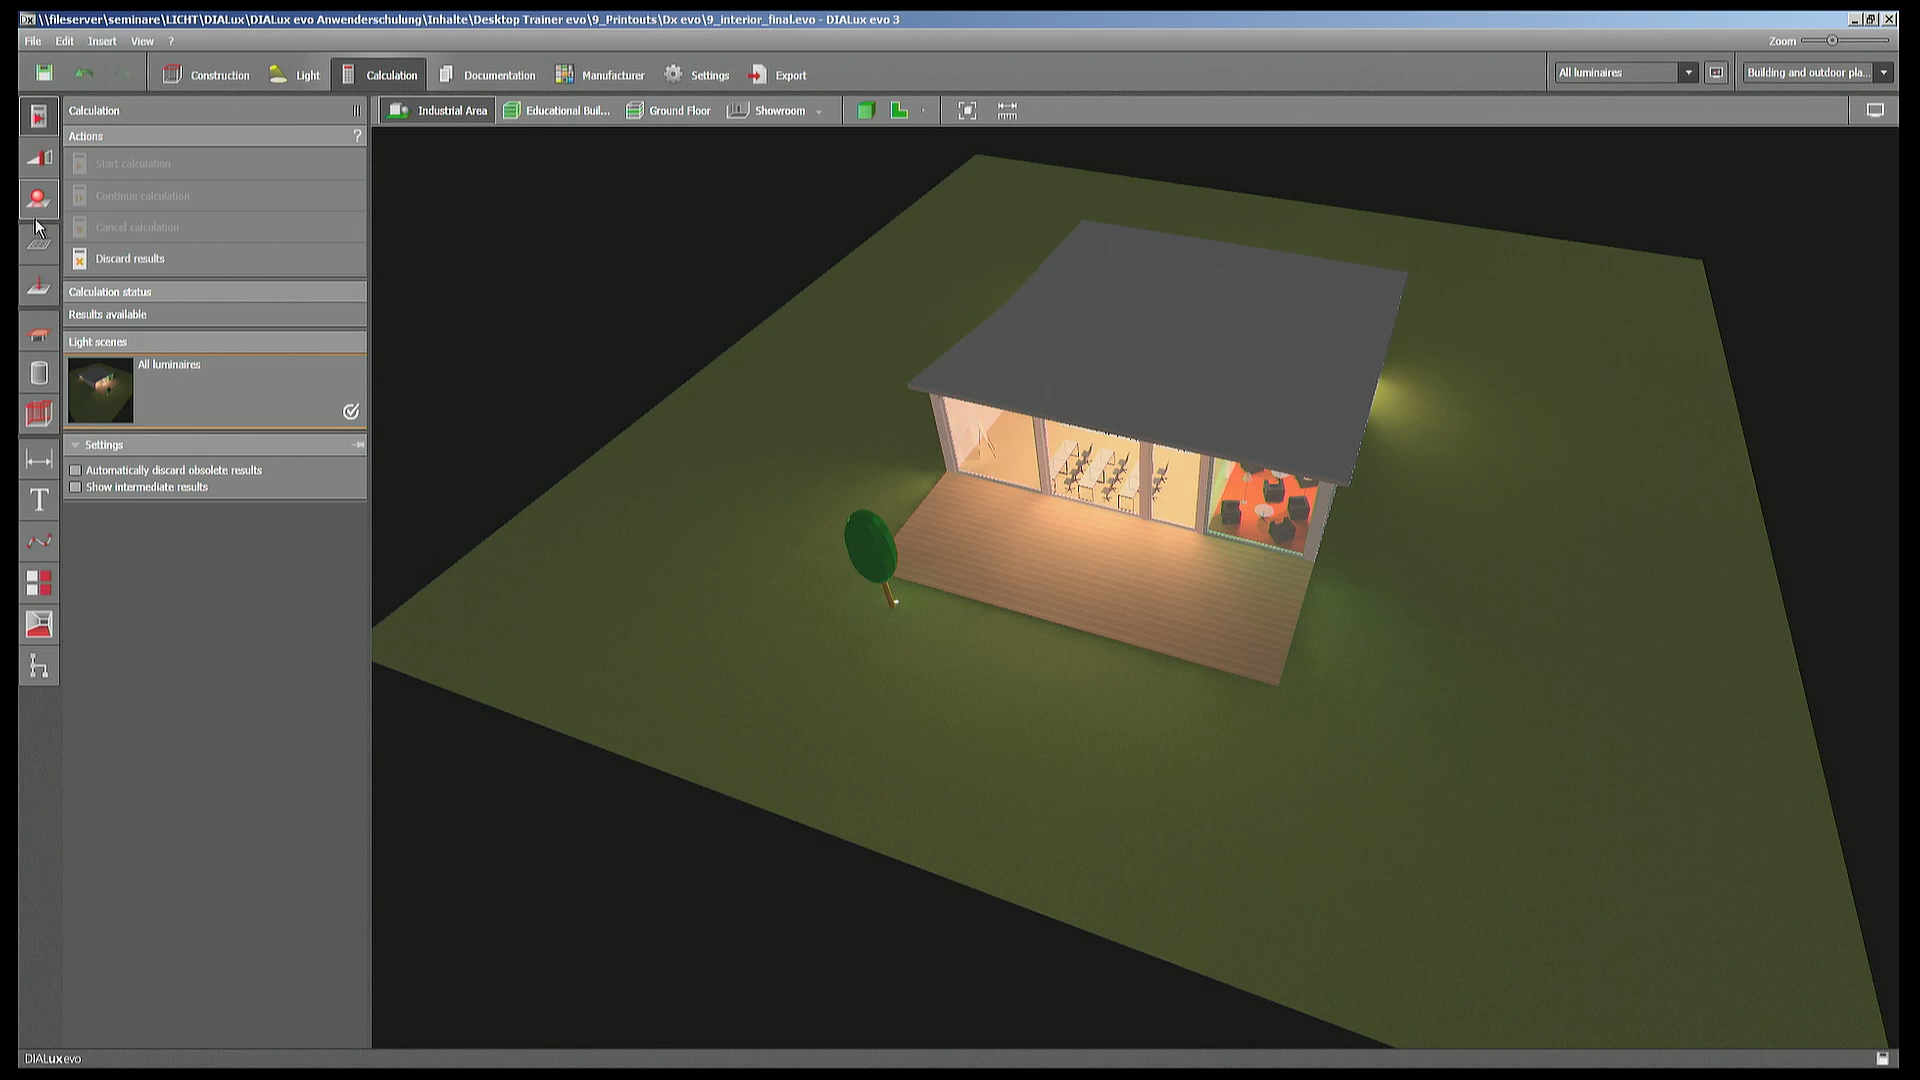 Dx \\fileserver\seminare\LICHT\DIALux\DIALux evo Anwenderschulung\Inhalte\Desktop Trainer evo\9_Printouts\Dx evo\9_interior_final.evo - DIALux evo 3
File Edit Insert View ? Zoom
Construction Light Calculation Documentation Manufacturer Settings Export All luminaires Building and outdoor pla...
Calculation
Industrial Area Educational Buil... Ground Floor Showroom
Actions ?
Start calculation
Continue calculation
Cancel calculation
Discard results
Calculation status
Results available
Light scenes
All luminaires
Settings
Automatically discard obsolete results
Show intermediate results
T
DIALux evo